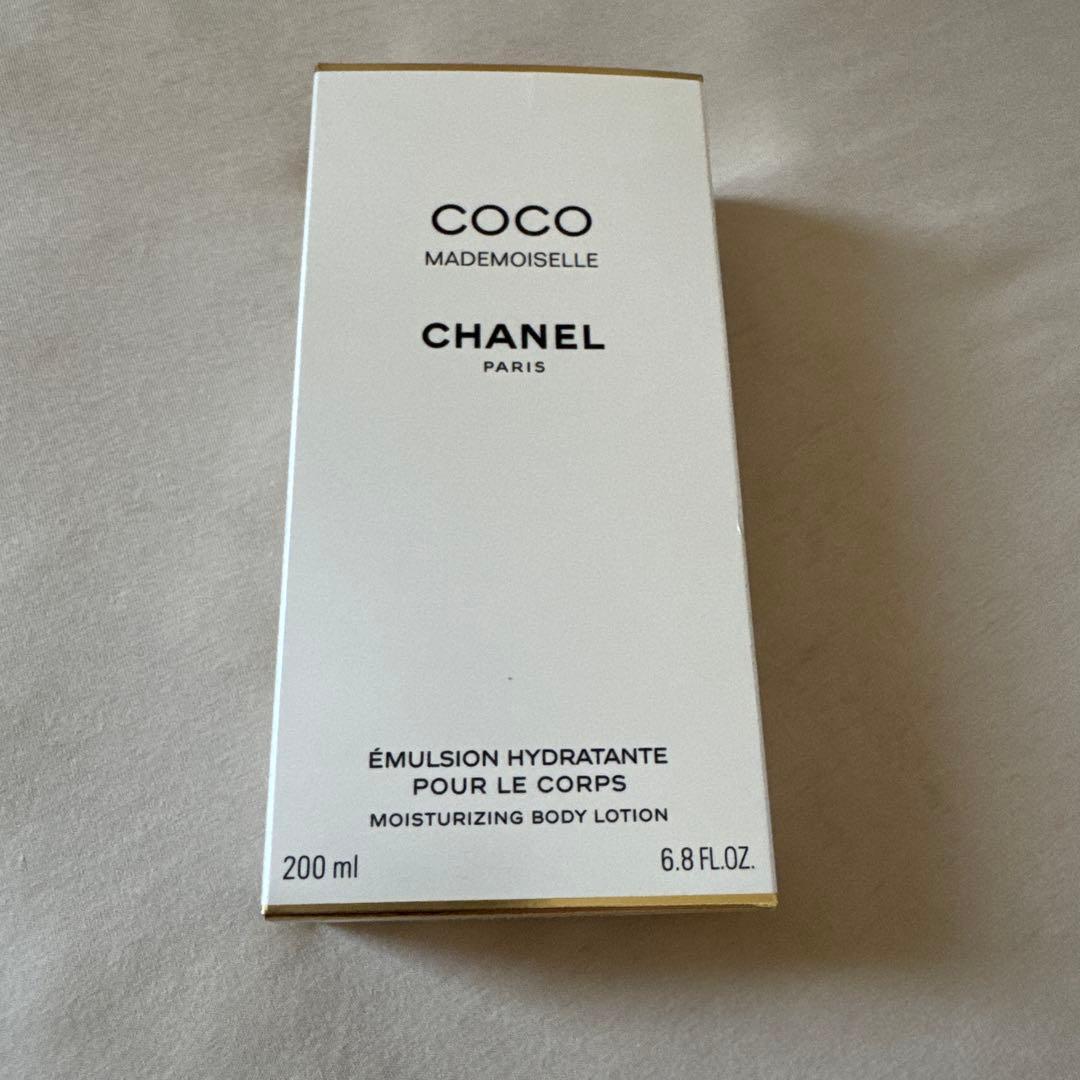 COCO
MADEMOISELLE
CHANEL
PARIS
ÉMULSION HYDRATANTE
POUR LE CORPS
MOISTURIZING BODY LOTION
200 ml 6.8 FL.OZ.